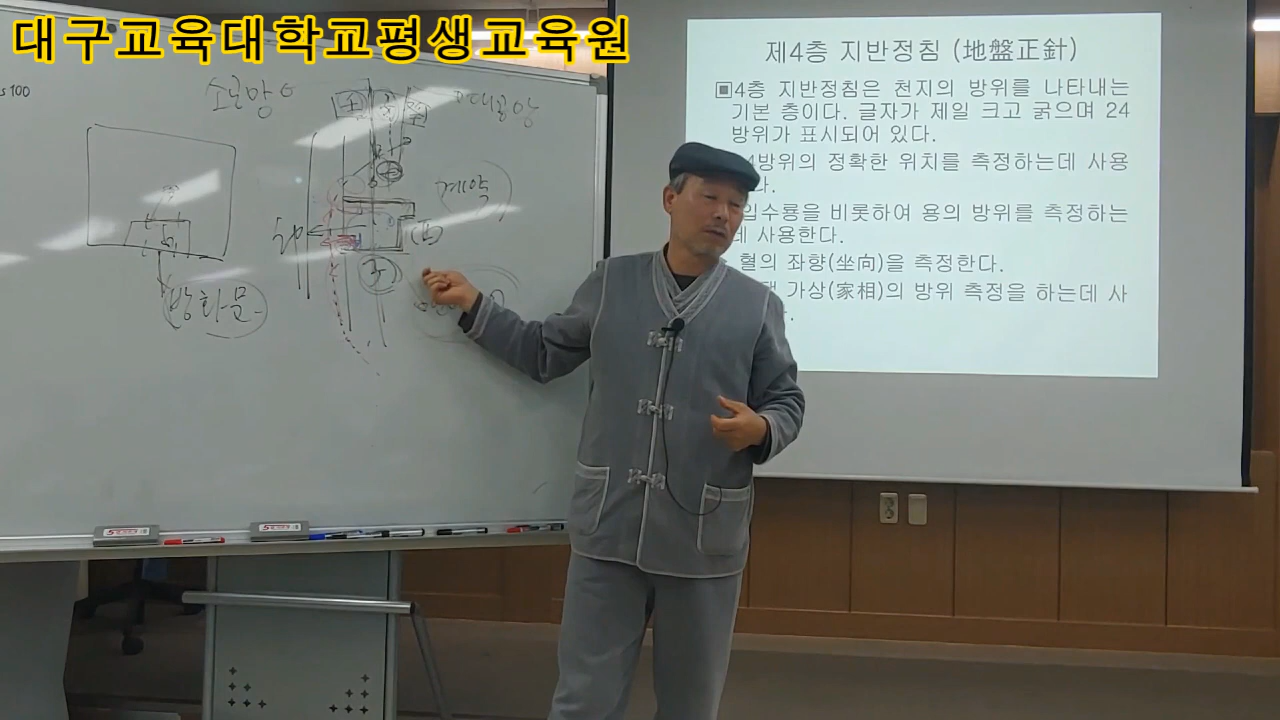 대구교육대학교평생교육원
s 100
제4층 지반정침 (地盤正針)
▣4층 지반정침은 천지의 방위를 나타내는
기본 층이다. 글자가 제일 크고 굵으며 24
방위가 표시되어 있다.
4방위의 정확한 위치를 측정하는데 사용
다.
입수룡을 비롯하여 용의 방위를 측정하는
데 사용한다.
혈의 좌향(坐向)을 측정한다.
가상(家相)의 방위 측정을 하는데 사
계약
방화문